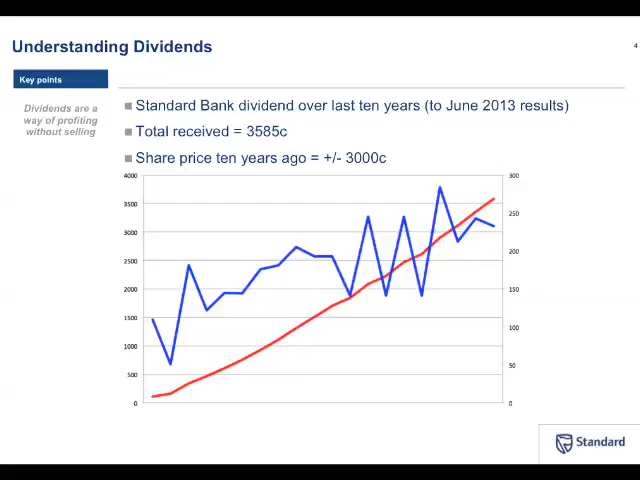 Understanding Dividends
4
Key points
Dividends are a
way of profiting
without selling
Standard Bank dividend over last ten years (to June 2013 results)
Total received = 3585c
Share price ten years ago = +/- 3000c
4000
3500
3000
2500
2000
1500
1000
500
0
300
250
200
150
100
50
0
Standard